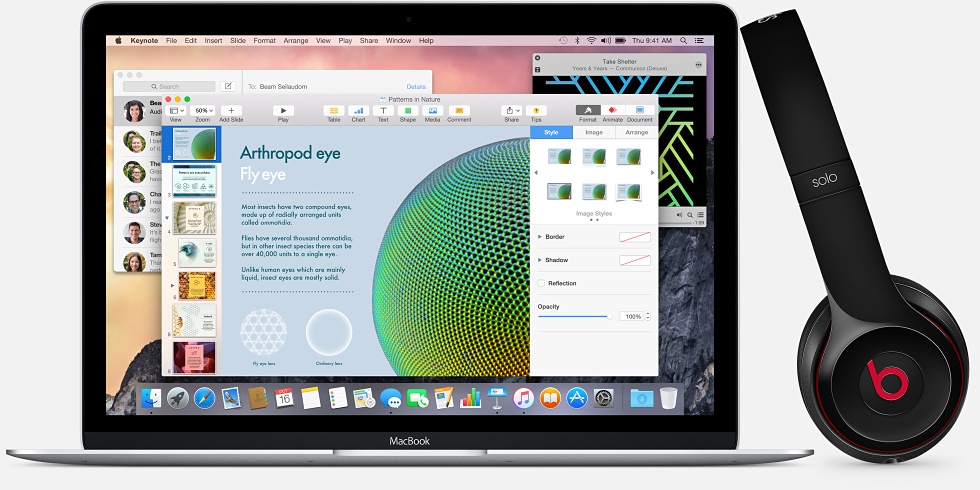 Keynote File Edit Insert Slide Format Arrange View Play Share Window Help
Thu 9:41 AM
Take Shelter
Years & Years — Communion (Deluxe)
Search
To: Beam Seiladom
Details
Patterns in Nature
50%
View Zoom Add Slide Play Table Chart Text Shape Media Comment Share Tips Format Animate Document
Style Image Arrange
Arthropod eye
Fly eye
Most insects have two compound eyes,
made up of radially arranged units
called ommatidia.
Flies have several thousand ommatidia,
but in other insect species there can be
over 40,000 units to a single eye.
Unlike human eyes which are mainly
liquid, insect eyes are mostly solid.
Fly eye lens
Ordinary lens
Image Styles
Border
Shadow
Reflection
Opacity
100%
OCT
16
MacBook
solo
b